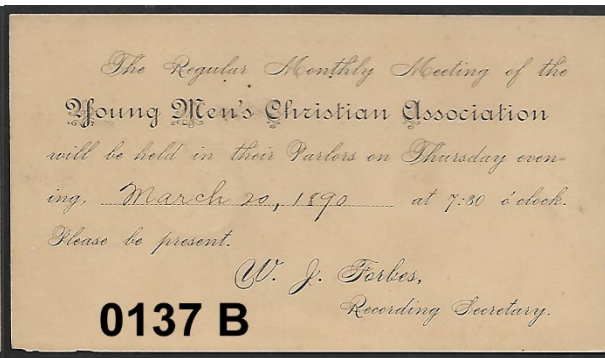 The Regular Monthly Meeting of the
Young Men's Christian Association
will be held in their Parlors on Thursday even-
ing, March 20, 1890 at 7:30 o'clock.
Please be present.
W. J. Forbes,
Recording Secretary.
0137 B